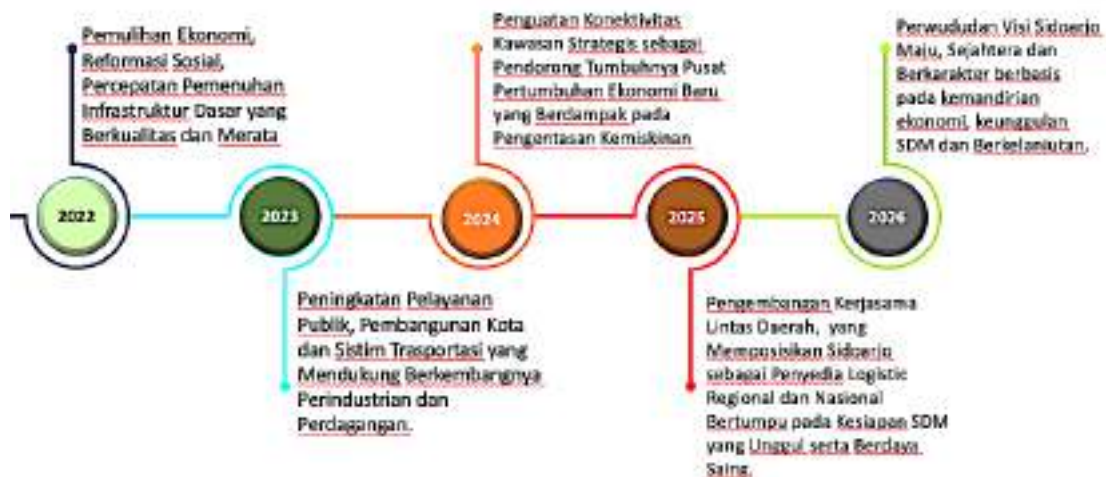 Pemulihan Ekonomi,
Reformasi Sosial,
Percepatan Pemenuhan
Infrastruktur Dasar yang
Berkualitas dan Merata
Penguatan Konektivitas
Kawasan Strategis sebagai
Pendorong Tumbuhnya Pusat
Pertumbuhan Ekonomi Baru
yang Berdampak pada
Pengentasan Kemiskinan
Perwududan Visi Sidoarjo
Maju, Sejahtera dan
Berkarakter berbasis
pada kemandirian
ekonomi, keunggulan
SDM dan Berkelanjutan.
2022
2023
2024
2025
2026
Peningkatan Pelayanan
Publik, Pembangunan Kota
dan Sistim Trasportasi yang
Mendukung Berkembangnya
Perindustrian dan
Perdagangan.
Pengembangan Kerjasama
Lintas Daerah, yang
Memposisikan Sidoarjo
sebagai Penyedia Logistic
Regional dan Nasional
Bertumpu pada Kesiapan SDM
yang Unggul serta Berdaya
Saing.